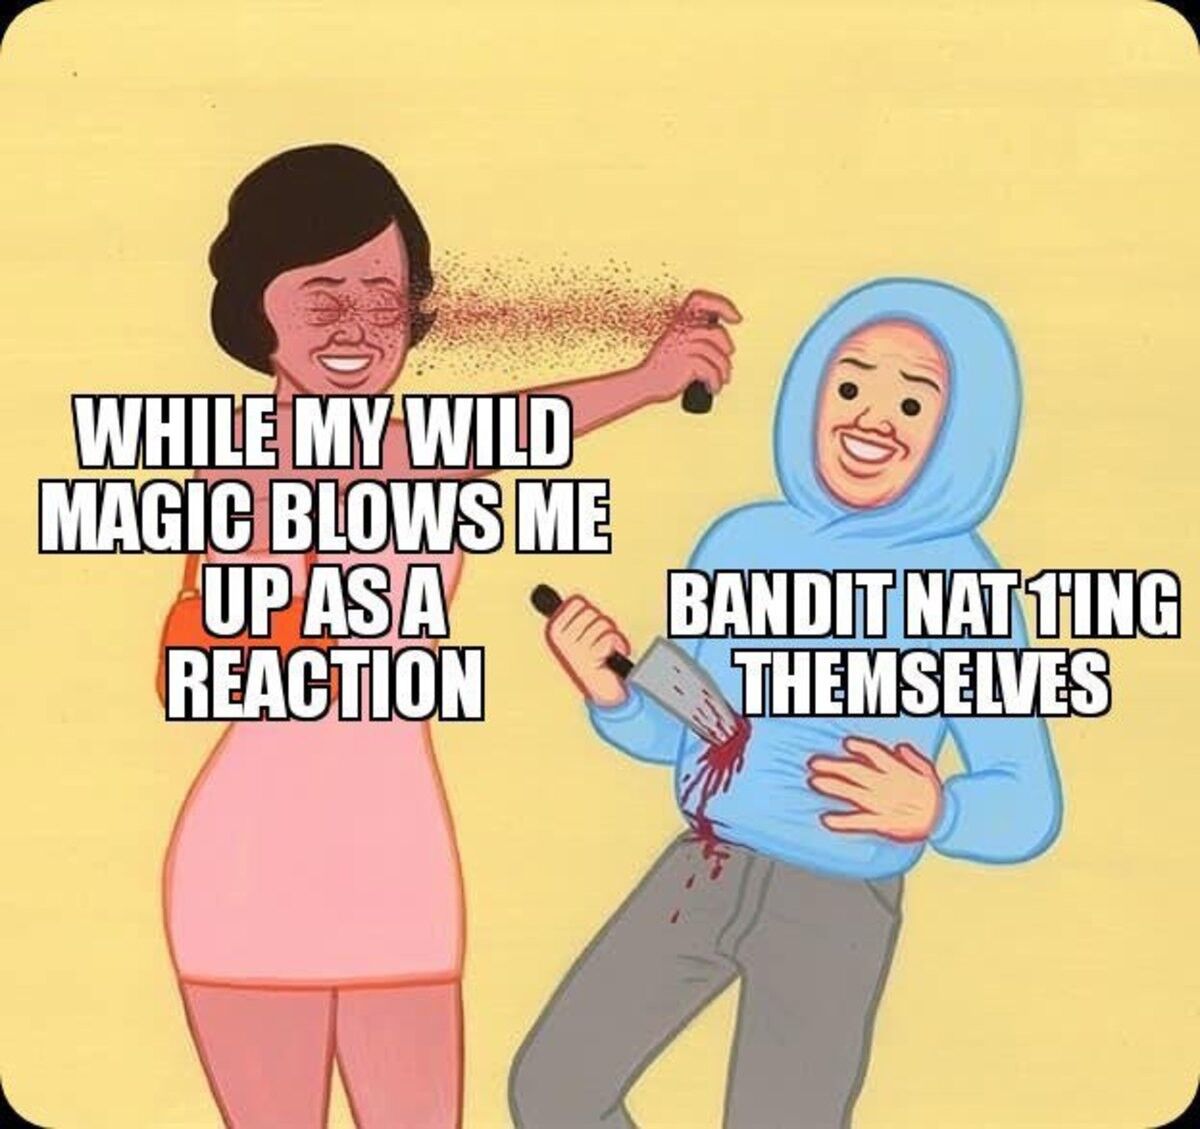 WHILE MY WILD
MAGIC BLOWS ME
UP AS A
REACTION
BANDIT NAT 1'ING
THEMSELVES